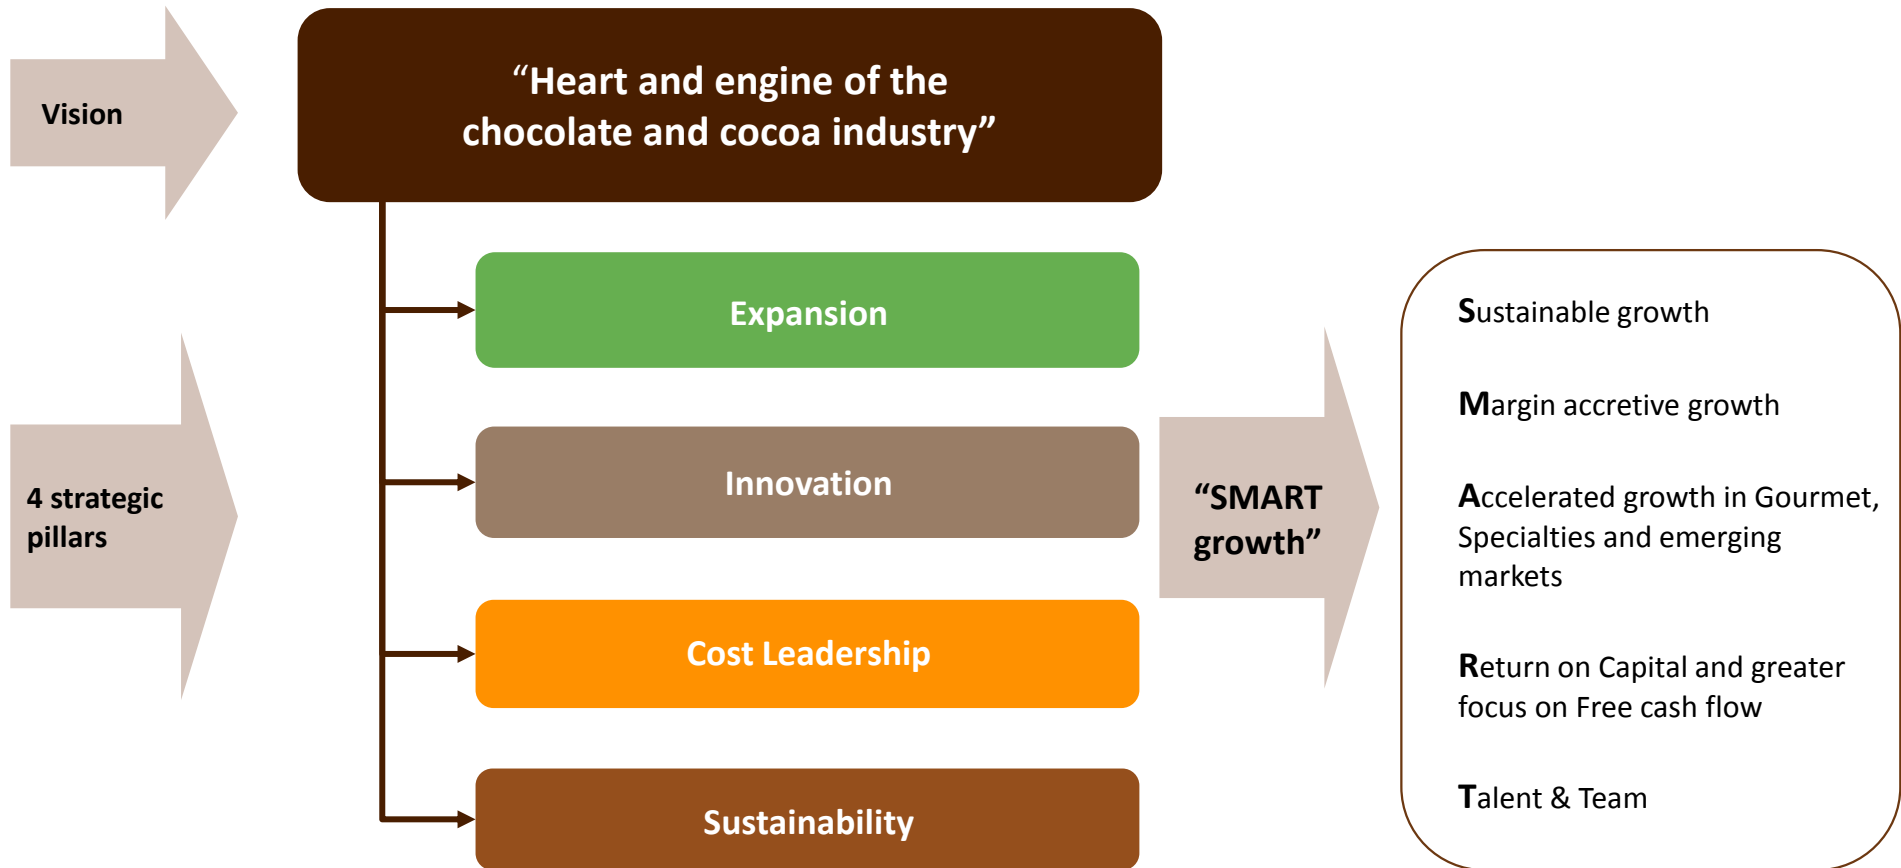 Vision
“Heart and engine of the
chocolate and cocoa industry”
4 strategic
pillars
Expansion
Innovation
Cost Leadership
Sustainability
“SMART
growth”
Sustainable growth
Margin accretive growth
Accelerated growth in Gourmet,
Specialties and emerging
markets
Return on Capital and greater
focus on Free cash flow
Talent & Team